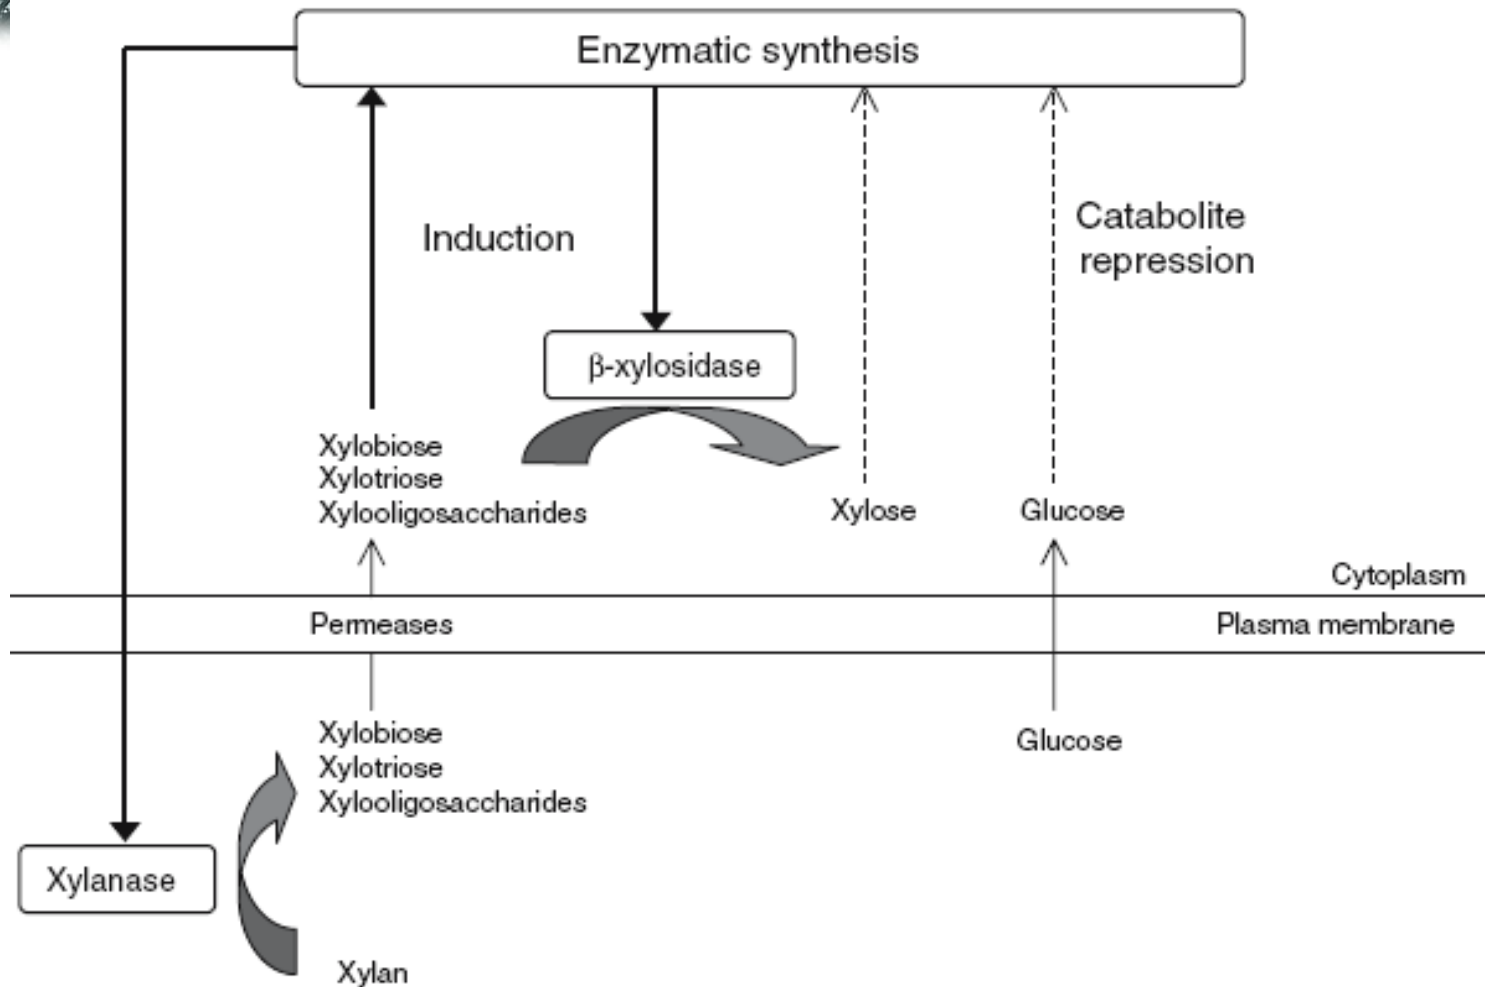 Enzymatic synthesis
Induction
Catabolite
repression
β-xylosidase
Xylobiose
Xylotriose
Xylooligosaccharides
Xylose
Glucose
Cytoplasm
Permeases
Plasma membrane
Xylobiose
Xylotriose
Xylooligosaccharides
Glucose
Xylanase
Xylan